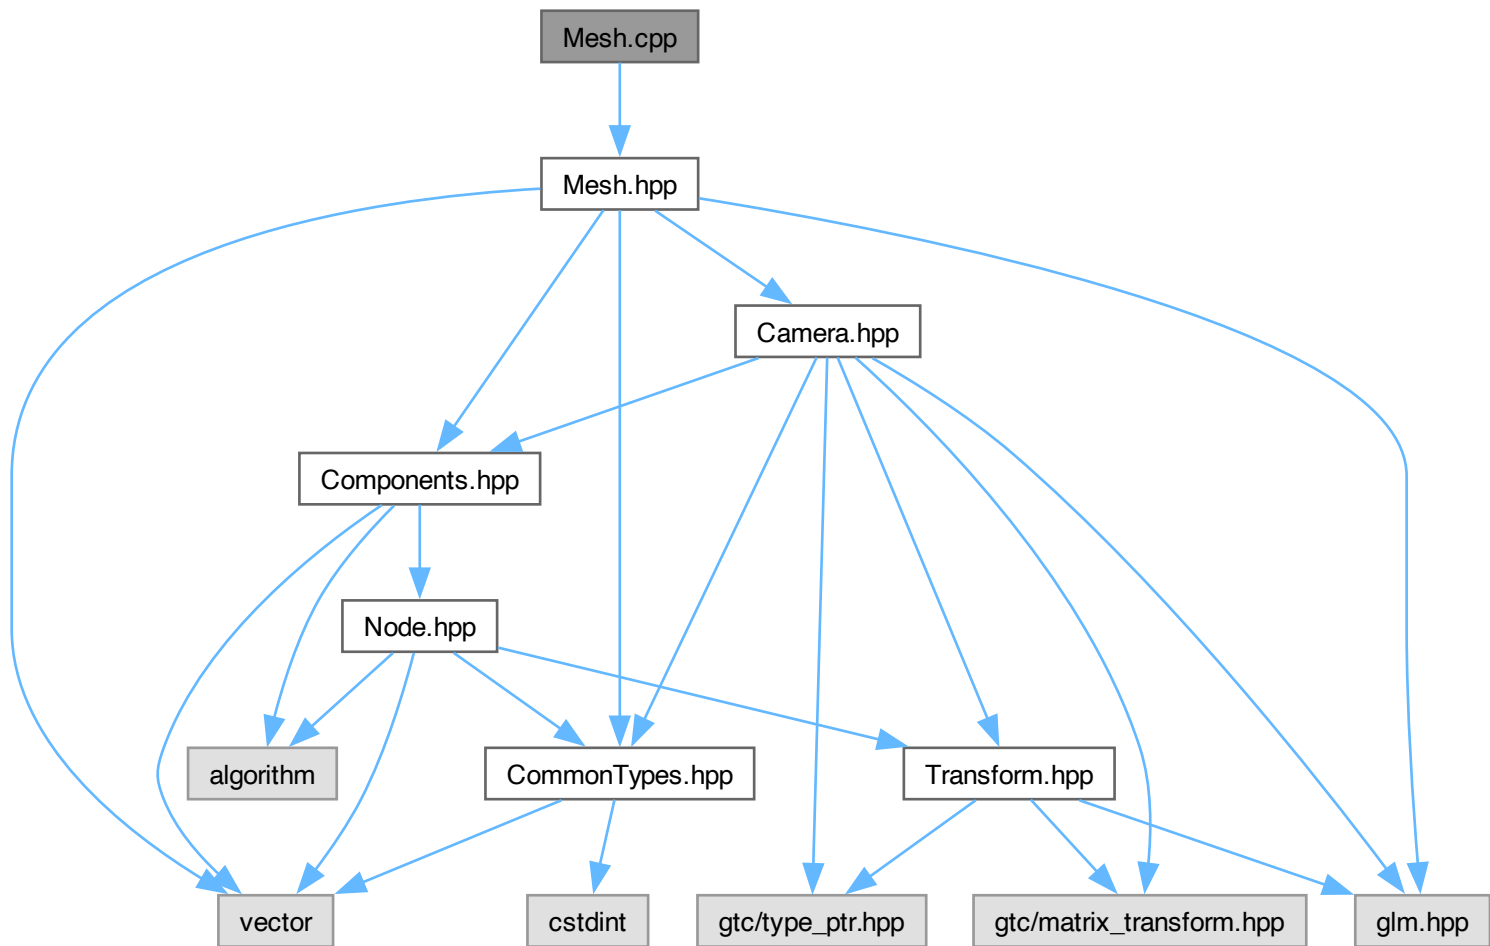 Mesh.cpp
Mesh.hpp
Camera.hpp
Components.hpp
Node.hpp
algorithm
CommonTypes.hpp
Transform.hpp
vector
cstdint
gtc/type_ptr.hpp
gtc/matrix_transform.hpp
glm.hpp